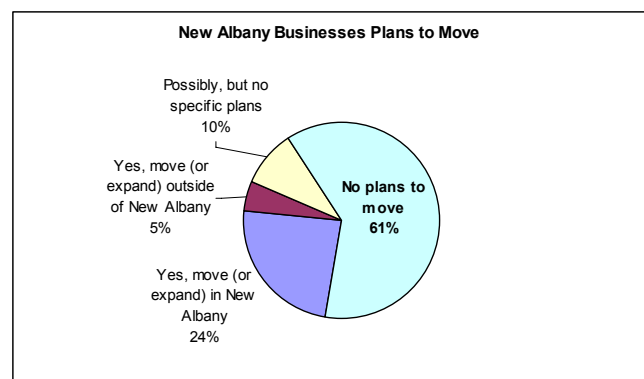 New Albany Businesses Plans to Move
Possibly, but no
specific plans
10%
Yes, move (or
expand) outside
of New Albany
5%
Yes, move (or
expand) in New
Albany
24%
No plans to
move
61%